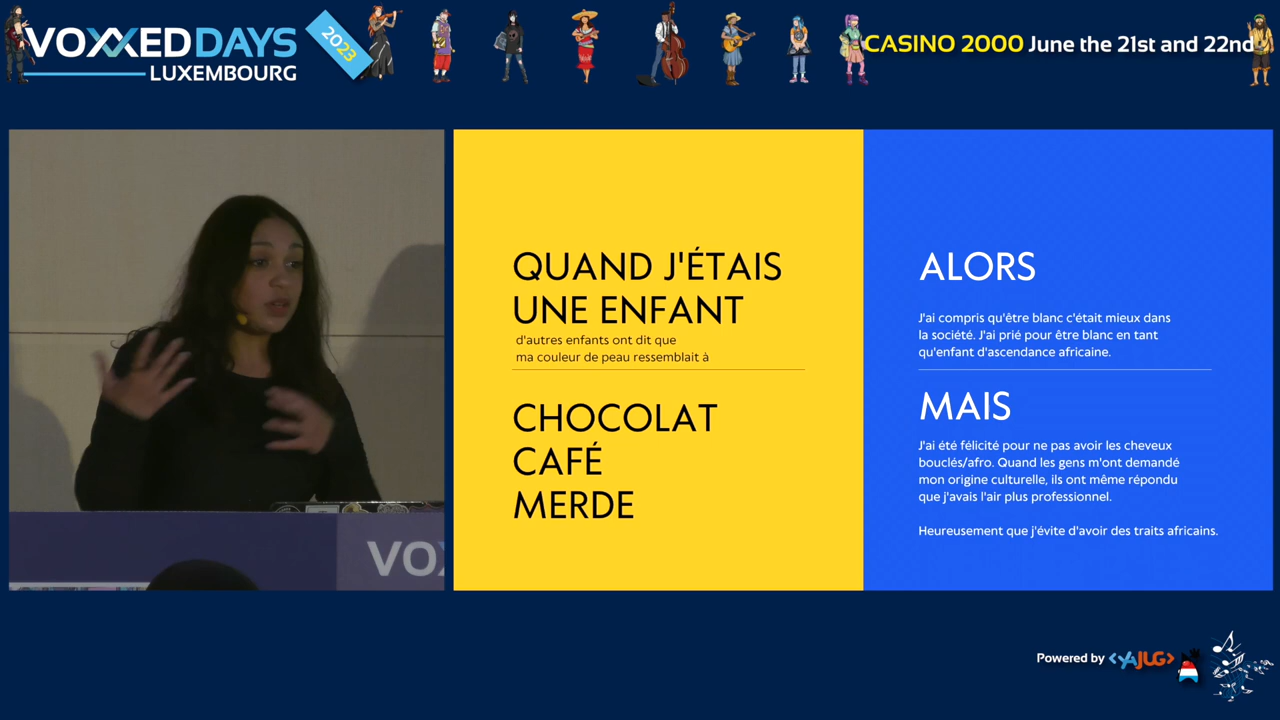 VOXXEDDAYS
LUXEMBOURG
2023
CASINO 2000 June the 21st and 22nd
QUAND J'ÉTAIS
UNE ENFANT
d'autres enfants ont dit que
ma couleur de peau ressemblait à
CHOCOLAT
CAFÉ
MERDE
ALORS
J'ai compris qu'être blanc c'était mieux dans
la société. J'ai prié pour être blanc en tant
qu'enfant d'ascendance africaine.
MAIS
J'ai été félicité pour ne pas avoir les cheveux
bouclés/afro. Quand les gens m'ont demandé
mon origine culturelle, ils ont même répondu
que j'avais l'air plus professionnel.
Heureusement que j'évite d'avoir des traits africains.
VOX
Powered by <YAJUG>